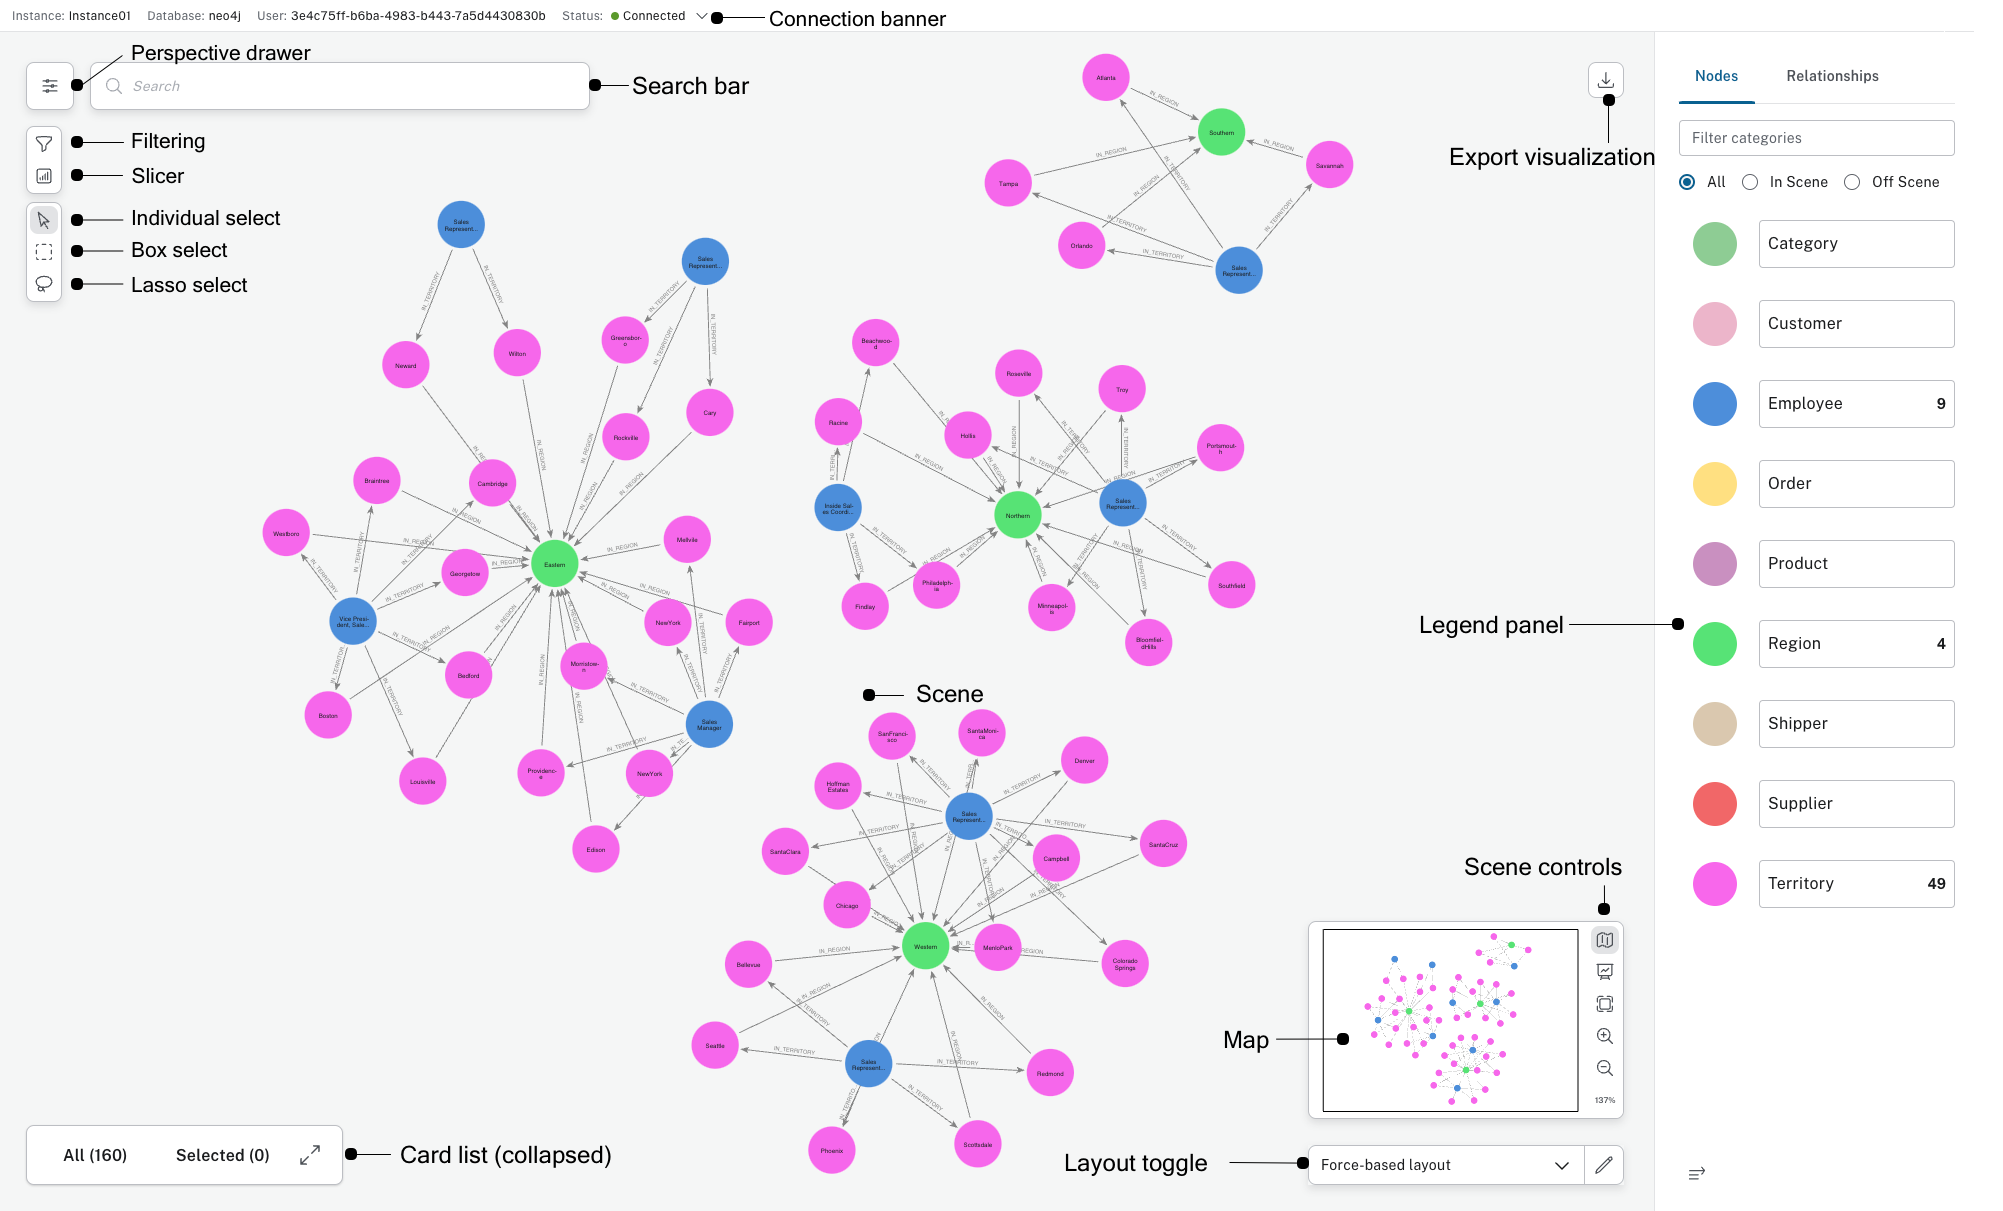 Instance: Instance01 Database: neo4j User: 3e4c75ff-b6ba-4983-b443-7a5d4430830b Status: Connected
Connection banner
Perspective drawer
Search
Search bar
Filtering
Slicer
Individual select
Box select
Lasso select
Export visualization
Nodes Relationships
Filter categories
All In Scene Off Scene
Category
Customer
Employee 9
Order
Product
Region 4
Shipper
Supplier
Territory 49
Legend panel
Scene
Scene controls
Map
137%
Layout toggle
Force-based layout
All (160) Selected (0)
Card list (collapsed)
Atlanta
Southern
Savannah
Tampa
Orlando
Sales
Represent...
Sales
Represent...
Sales
Represent...
Neward
Wilton
Greensbor-
o
Rockville
Cary
Braintree
Cambridge
Westboro
Georgetow
Eastern
Mellvile
NewYork
Fairport
Vice Presi-
dent, Sale...
Bedford
Morristow-
n
Boston
Louisville
Providenc-
e
NewYork
Sales
Manager
Edison
Beachwoo-
d
Roseville
Troy
Racine
Hollis
Portsmout-
h
Inside Sal-
es Coordi...
Northern
Sales
Represent...
Findlay
Philadelph-
ia
Minneapol-
is
Southfield
Bloomfiel-
dHills
SanFranci-
sco
SantaMoni-
ca
Denver
Hoffman
Estates
Sales
Represent...
SantaClara
Campbell
SantaCruz
Chicago
Western
MenloPark
Colorado
Springs
Bellevue
Seattle
Sales
Represent...
Redmond
Phoenix
Scottsdale
IN_REGION
IN_TERRITORY